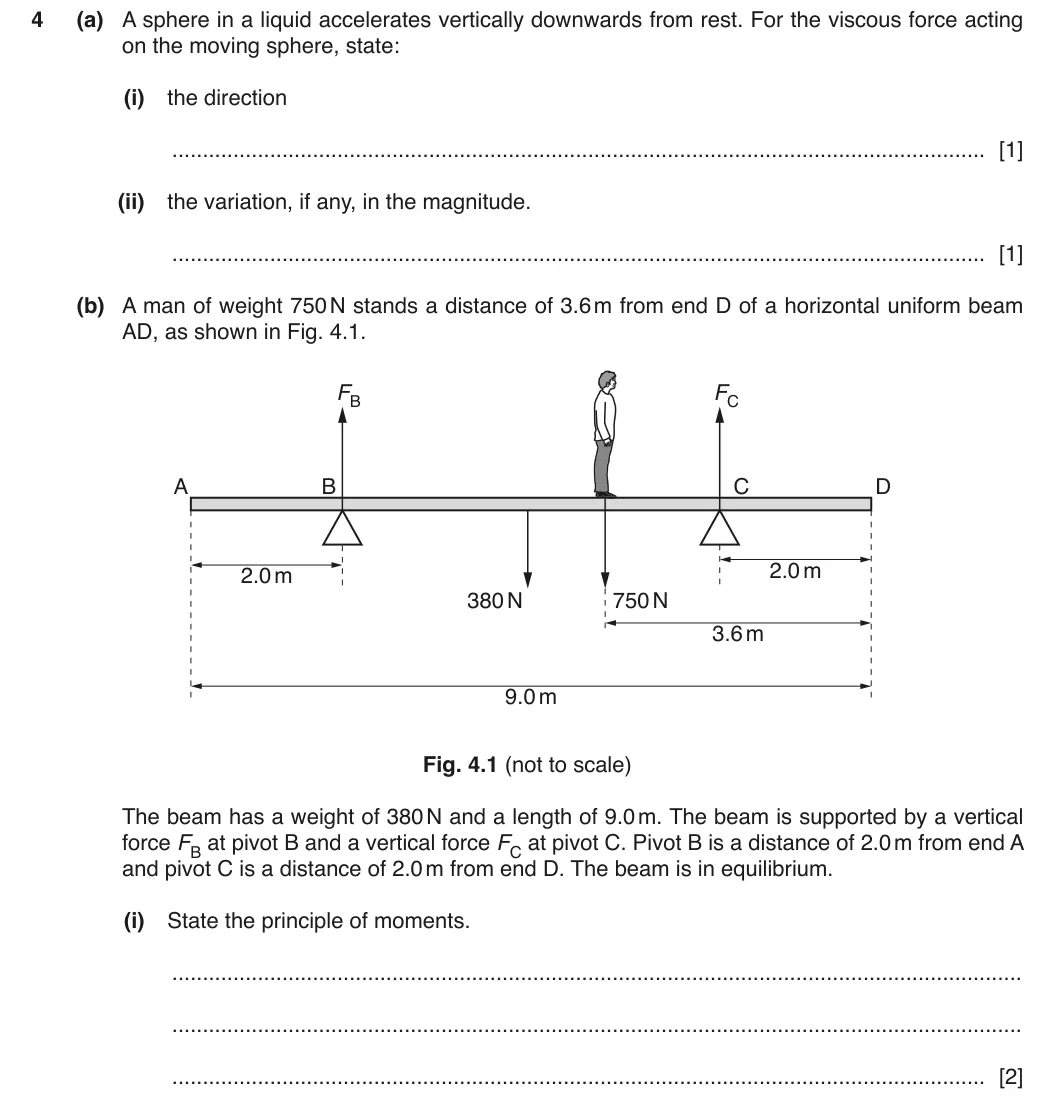 4 (a) A sphere in a liquid accelerates vertically downwards from rest. For the viscous force acting
on the moving sphere, state:
(i) the direction
.......................................................................................................................................... [1]
(ii) the variation, if any, in the magnitude.
.......................................................................................................................................... [1]
(b) A man of weight 750 N stands a distance of 3.6 m from end D of a horizontal uniform beam
AD, as shown in Fig. 4.1.
F_B F_C
A B C D
2.0 m 2.0 m
380 N 750 N
3.6 m
9.0 m
Fig. 4.1 (not to scale)
The beam has a weight of 380 N and a length of 9.0 m. The beam is supported by a vertical
force F_B at pivot B and a vertical force F_C at pivot C. Pivot B is a distance of 2.0 m from end A
and pivot C is a distance of 2.0 m from end D. The beam is in equilibrium.
(i) State the principle of moments.
..........................................................................................................................................
..........................................................................................................................................
.......................................................................................................................................... [2]